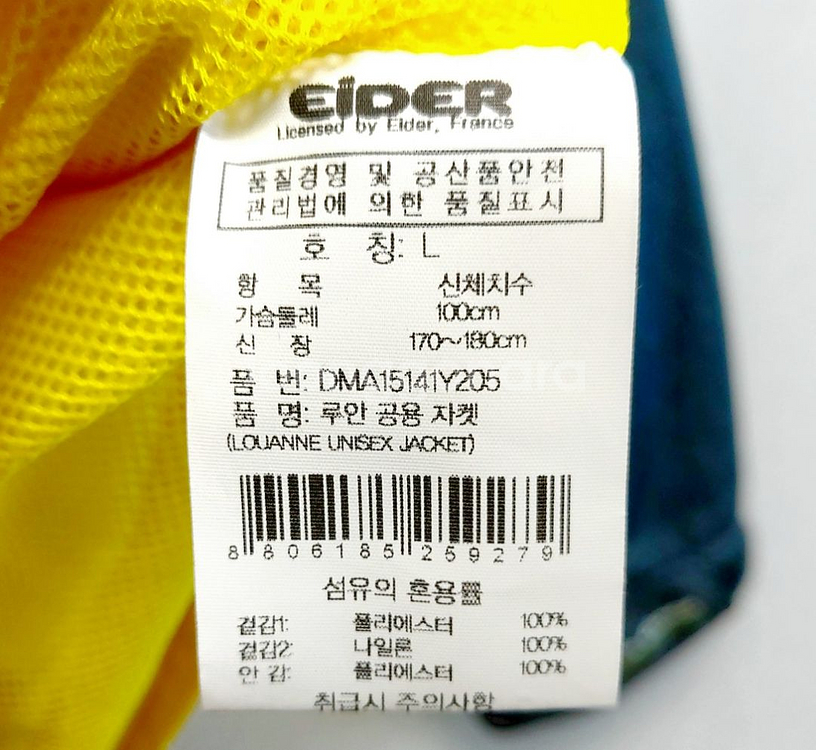 EiDER
Licensed by Eider, France
품질경영 및 공산품안전
관리법에 의한 품질표시
호 칭: L
항 목 신체치수
가슴둘레 100cm
신 장 170~180cm
품 번: DMA15141Y205
품 명: 루안 공용 자켓
(LOUANNE UNISEX JACKET)
8 806185 259279
섬유의 혼용률
겉감1: 폴리에스터 100%
겉감2: 나일론 100%
안 감: 폴리에스터 100%
취급시 주의사항